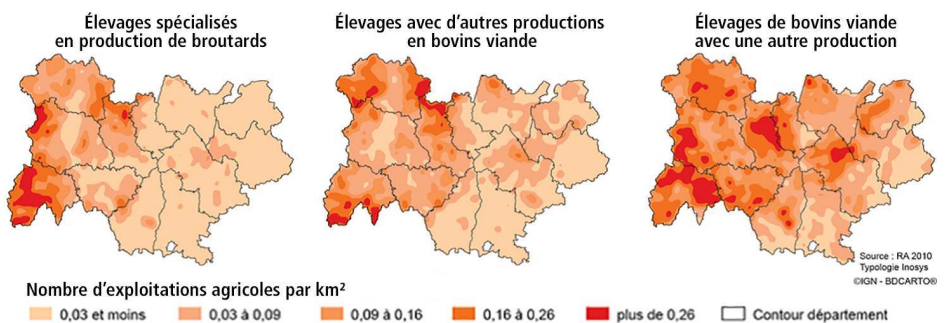 Élevages spécialisés
en production de broutards
Élevages avec d'autres productions
en bovins viande
Élevages de bovins viande
avec une autre production
Source : RA 2010
Typologie Inosys
©IGN - BDCARTO®
Nombre d'exploitations agricoles par km²
0,03 et moins 0,03 à 0,09 0,09 à 0,16 0,16 à 0,26 plus de 0,26 Contour département